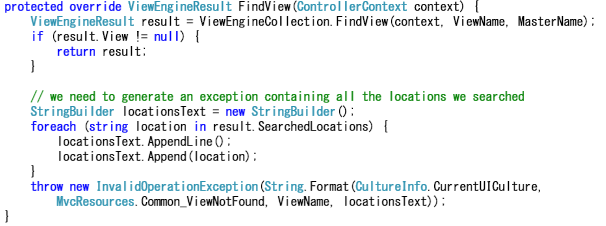 protected override ViewEngineResult FindView(ControllerContext context) {
    ViewEngineResult result = ViewEngineCollection.FindView(context, ViewName, MasterName);
    if (result.View != null) {
        return result;
    }

    // we need to generate an exception containing all the locations we searched
    StringBuilder locationsText = new StringBuilder();
    foreach (string location in result.SearchedLocations) {
        locationsText.AppendLine();
        locationsText.Append(location);
    }
    throw new InvalidOperationException(String.Format(CultureInfo.CurrentUICulture,
        MvcResources.Common_ViewNotFound, ViewName, locationsText));
}